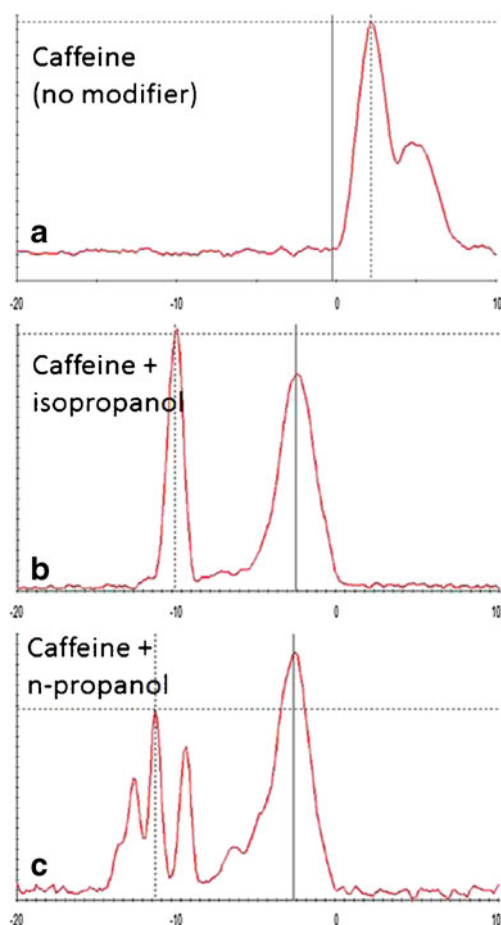 Caffeine
(no modifier)
a
-20 -10 0 10
Caffeine +
isopropanol
b
-20 -10 0 10
Caffeine +
n-propanol
c
-20 -10 0 10